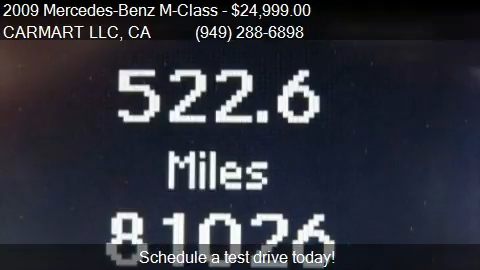 2009 Mercedes-Benz M-Class - $24,999.00
CARMART LLC, CA (949) 288-6898
522.6
Miles
81026
Schedule a test drive today!